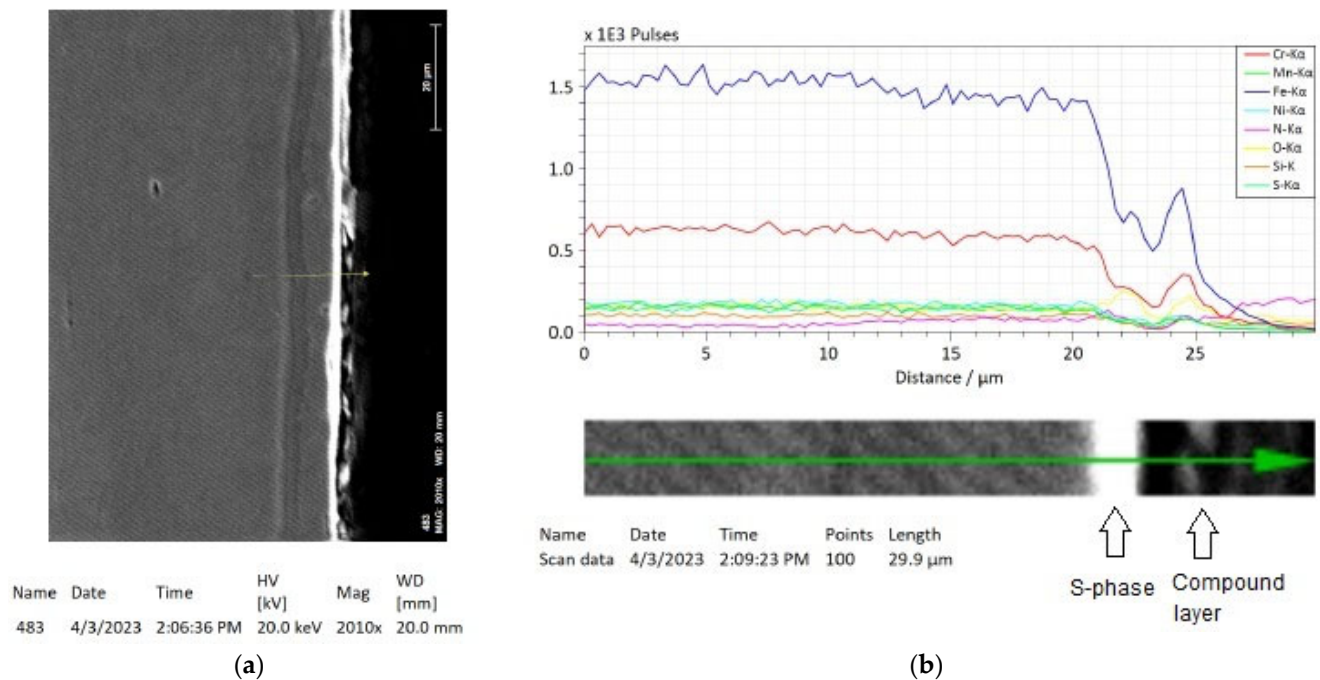 20 µm
483
MAG: 2010x WD: 20 mm
Name Date Time HV [kV] Mag WD [mm]
483 4/3/2023 2:06:36 PM 20.0 keV 2010x 20.0 mm
(a)
x 1E3 Pulses
Cr-Kα
Mn-Kα
Fe-Kα
Ni-Kα
N-Kα
O-Kα
Si-K
S-Kα
1.5
1.0
0.5
0.0
0 5 10 15 20 25
Distance / µm
Name Date Time Points Length
Scan data 4/3/2023 2:09:23 PM 100 29.9 µm
S-phase
Compound
layer
(b)